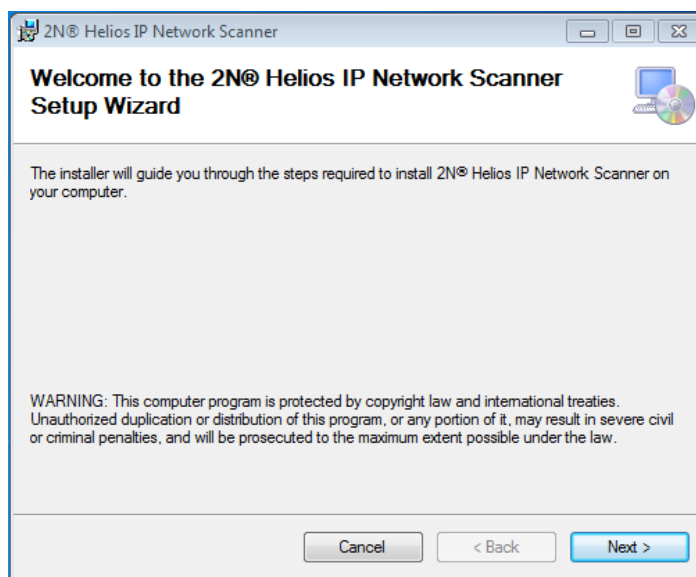 2N® Helios IP Network Scanner
Welcome to the 2N® Helios IP Network Scanner
Setup Wizard
The installer will guide you through the steps required to install 2N® Helios IP Network Scanner on
your computer.
WARNING: This computer program is protected by copyright law and international treaties.
Unauthorized duplication or distribution of this program, or any portion of it, may result in severe civil
or criminal penalties, and will be prosecuted to the maximum extent possible under the law.
Cancel
< Back
Next >